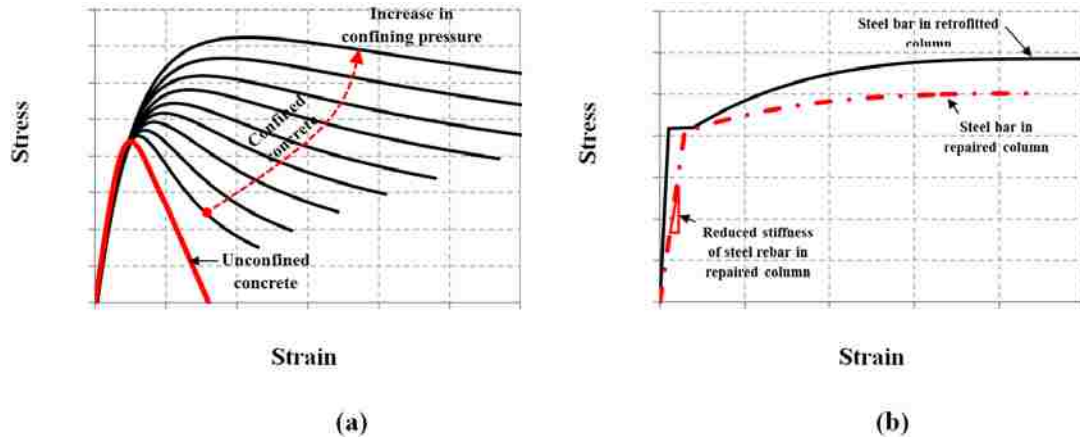 Increase in
confining pressure
Confined
concrete
Unconfined
concrete
Stress
Strain
(a)
Steel bar in retrofitted
column
Steel bar in
repaired column
Reduced stiffness
of steel rebar in
repaired column
Stress
Strain
(b)